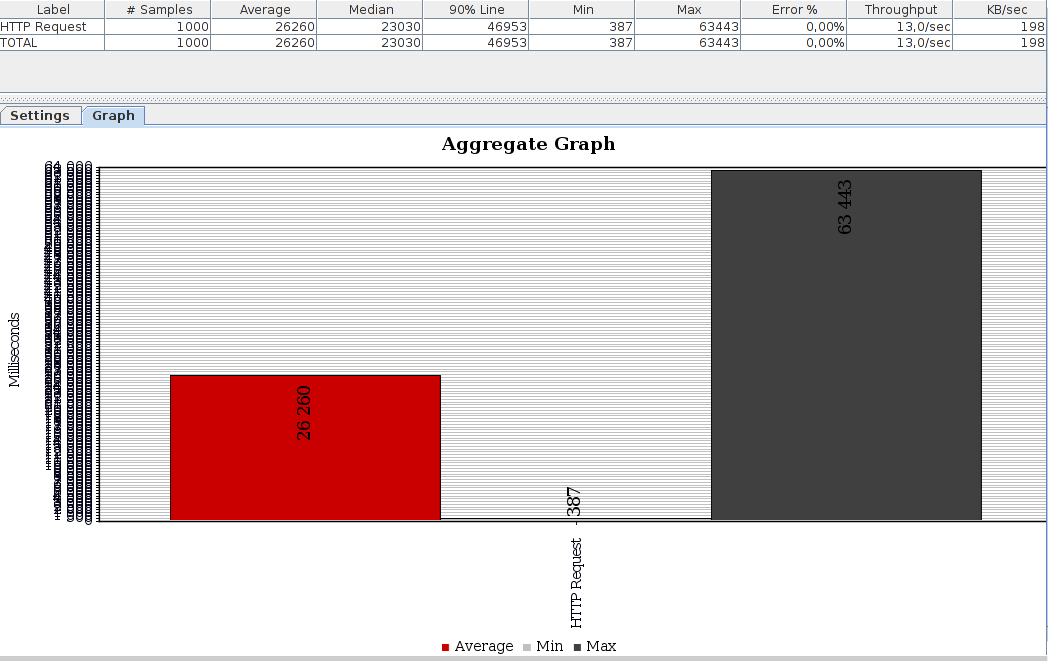 Label # Samples Average Median 90% Line Min Max Error % Throughput KB/sec
HTTP Request 1000 26260 23030 46953 387 63443 0,00% 13,0/sec 198
TOTAL 1000 26260 23030 46953 387 63443 0,00% 13,0/sec 198
Settings Graph
Aggregate Graph
64 000
Milliseconds
26 260
387
63 443
HTTP Request
Average Min Max